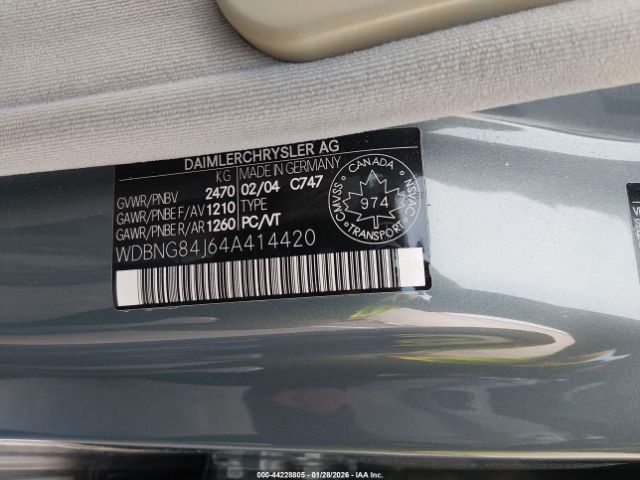 DAIMLERCHRYSLER AG
KG MADE IN GERMANY
GVWR/PNBV 2470 02/04 C747
GAWR/PNBE F/AV 1210 TYPE
GAWR/PNBE R/AR 1260 PC/VT
WDBNG84J64A414420
CANADA
CMVSS 974 NSVAC
TRANSPORT
000-44228805 | 01/28/2026 - IAA Inc.